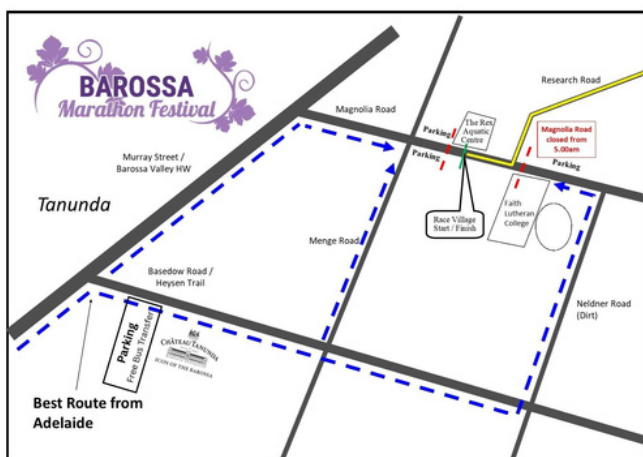 BAROSSA
Marathon Festival
Research Road
Magnolia Road
The Rex
Aquatic
Centre
Parking
Parking
Magnolia Road
closed from
5.00am
Parking
Murray Street /
Barossa Valley HW
Tanunda
Faith
Lutheran
College
Race Village
Start / Finish
Menge Road
Basedow Road /
Heysen Trail
Neldner Road
(Dirt)
Parking
Free Bus Transfer
CHÂTEAU TANUNDA
ICON OF THE BAROSSA
Best Route from
Adelaide